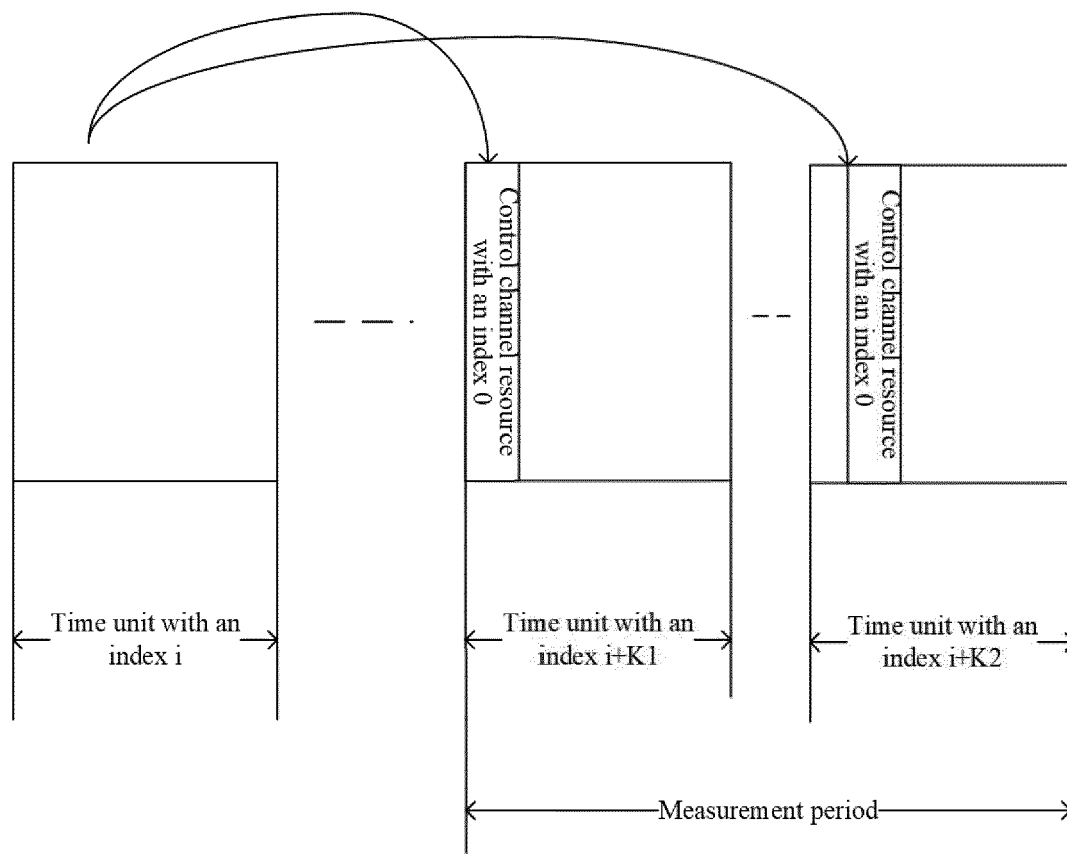 Control channel resource
with an index 0
Control channel resource
with an index 0
Time unit with an
index i
Time unit with an
index i+K1
Time unit with an
index i+K2
Measurement period